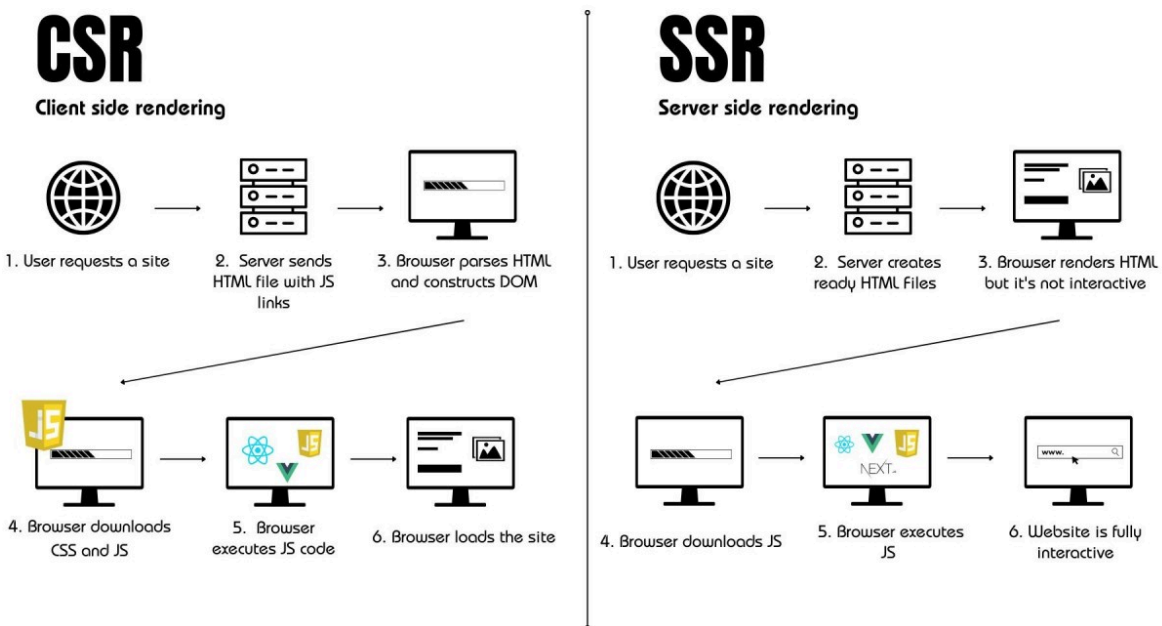 CSR
Client side rendering
1. User requests a site
2. Server sends
HTML file with JS
links
3. Browser parses HTML
and constructs DOM
JS
4. Browser downloads
CSS and JS
JS
5. Browser
executes JS code
6. Browser loads the site
SSR
Server side rendering
1. User requests a site
2. Server creates
ready HTML Files
3. Browser renders HTML
but it's not interactive
4. Browser downloads JS
JS
NEXT.JS
5. Browser executes
JS
www.
6. Website is fully
interactive